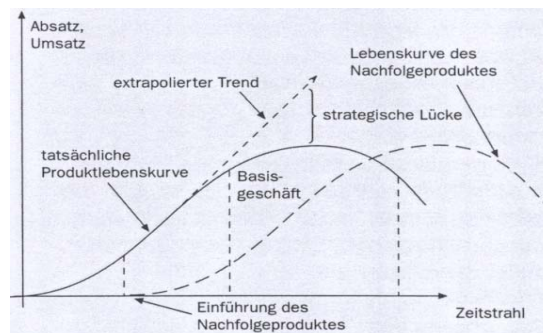 Absatz,
Umsatz
Lebenskurve des
Nachfolgeproduktes
extrapolierter Trend
strategische Lücke
tatsächliche
Produktlebenskurve
Basis-
geschäft
Einführung des
Nachfolgeproduktes
Zeitstrahl